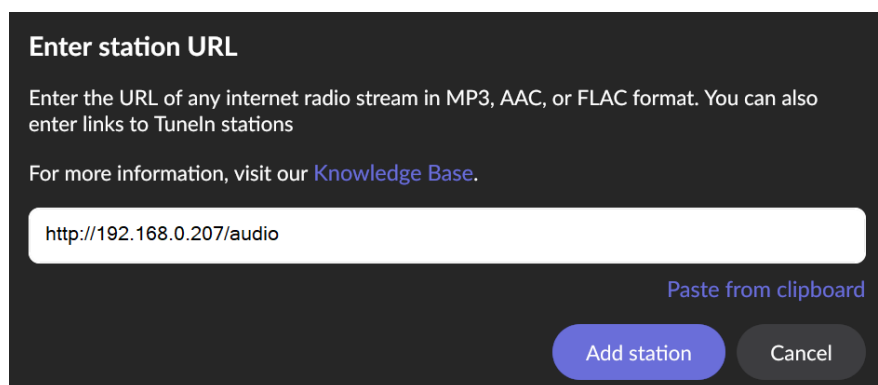 Enter station URL
Enter the URL of any internet radio stream in MP3, AAC, or FLAC format. You can also
enter links to TuneIn stations
For more information, visit our Knowledge Base.
http://192.168.0.207/audio
Paste from clipboard
Add station
Cancel